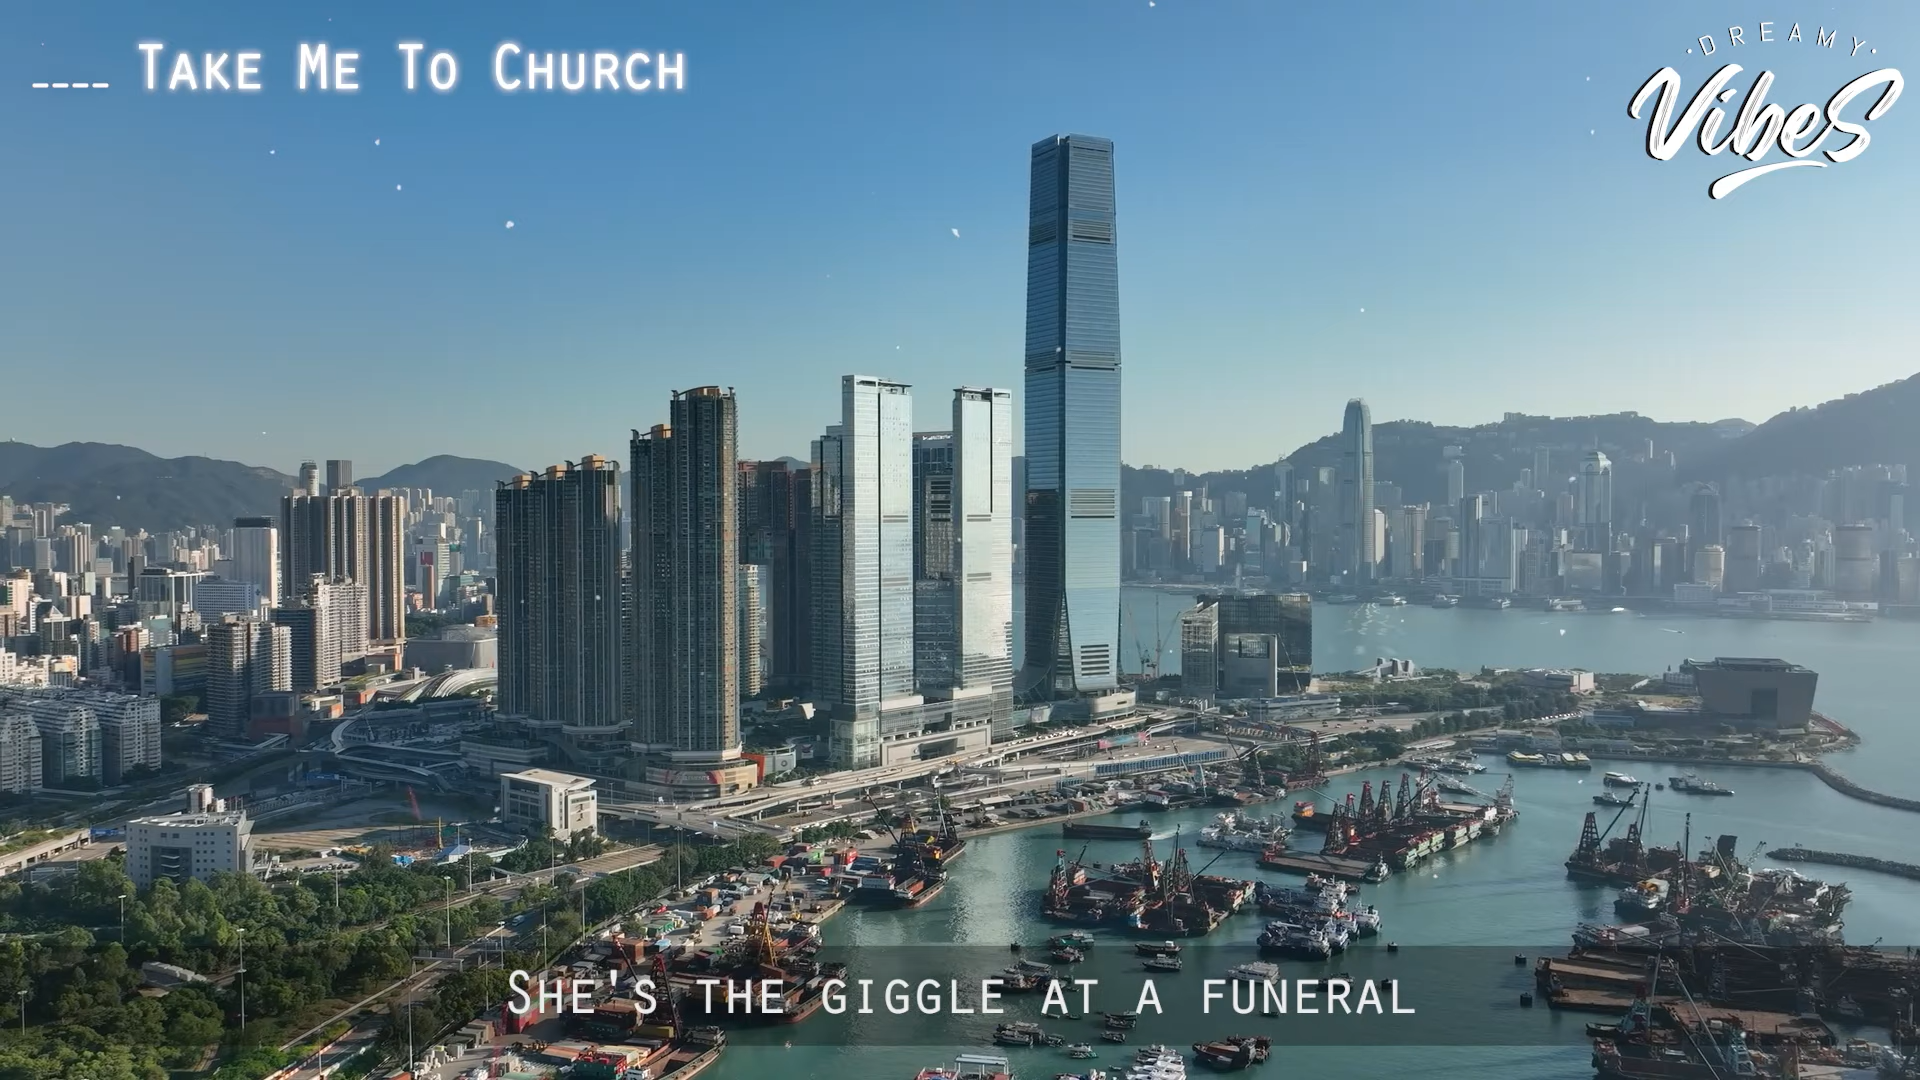 ____ Take Me To Church
·DREAMY·
Vibes
She's the giggle at a funeral